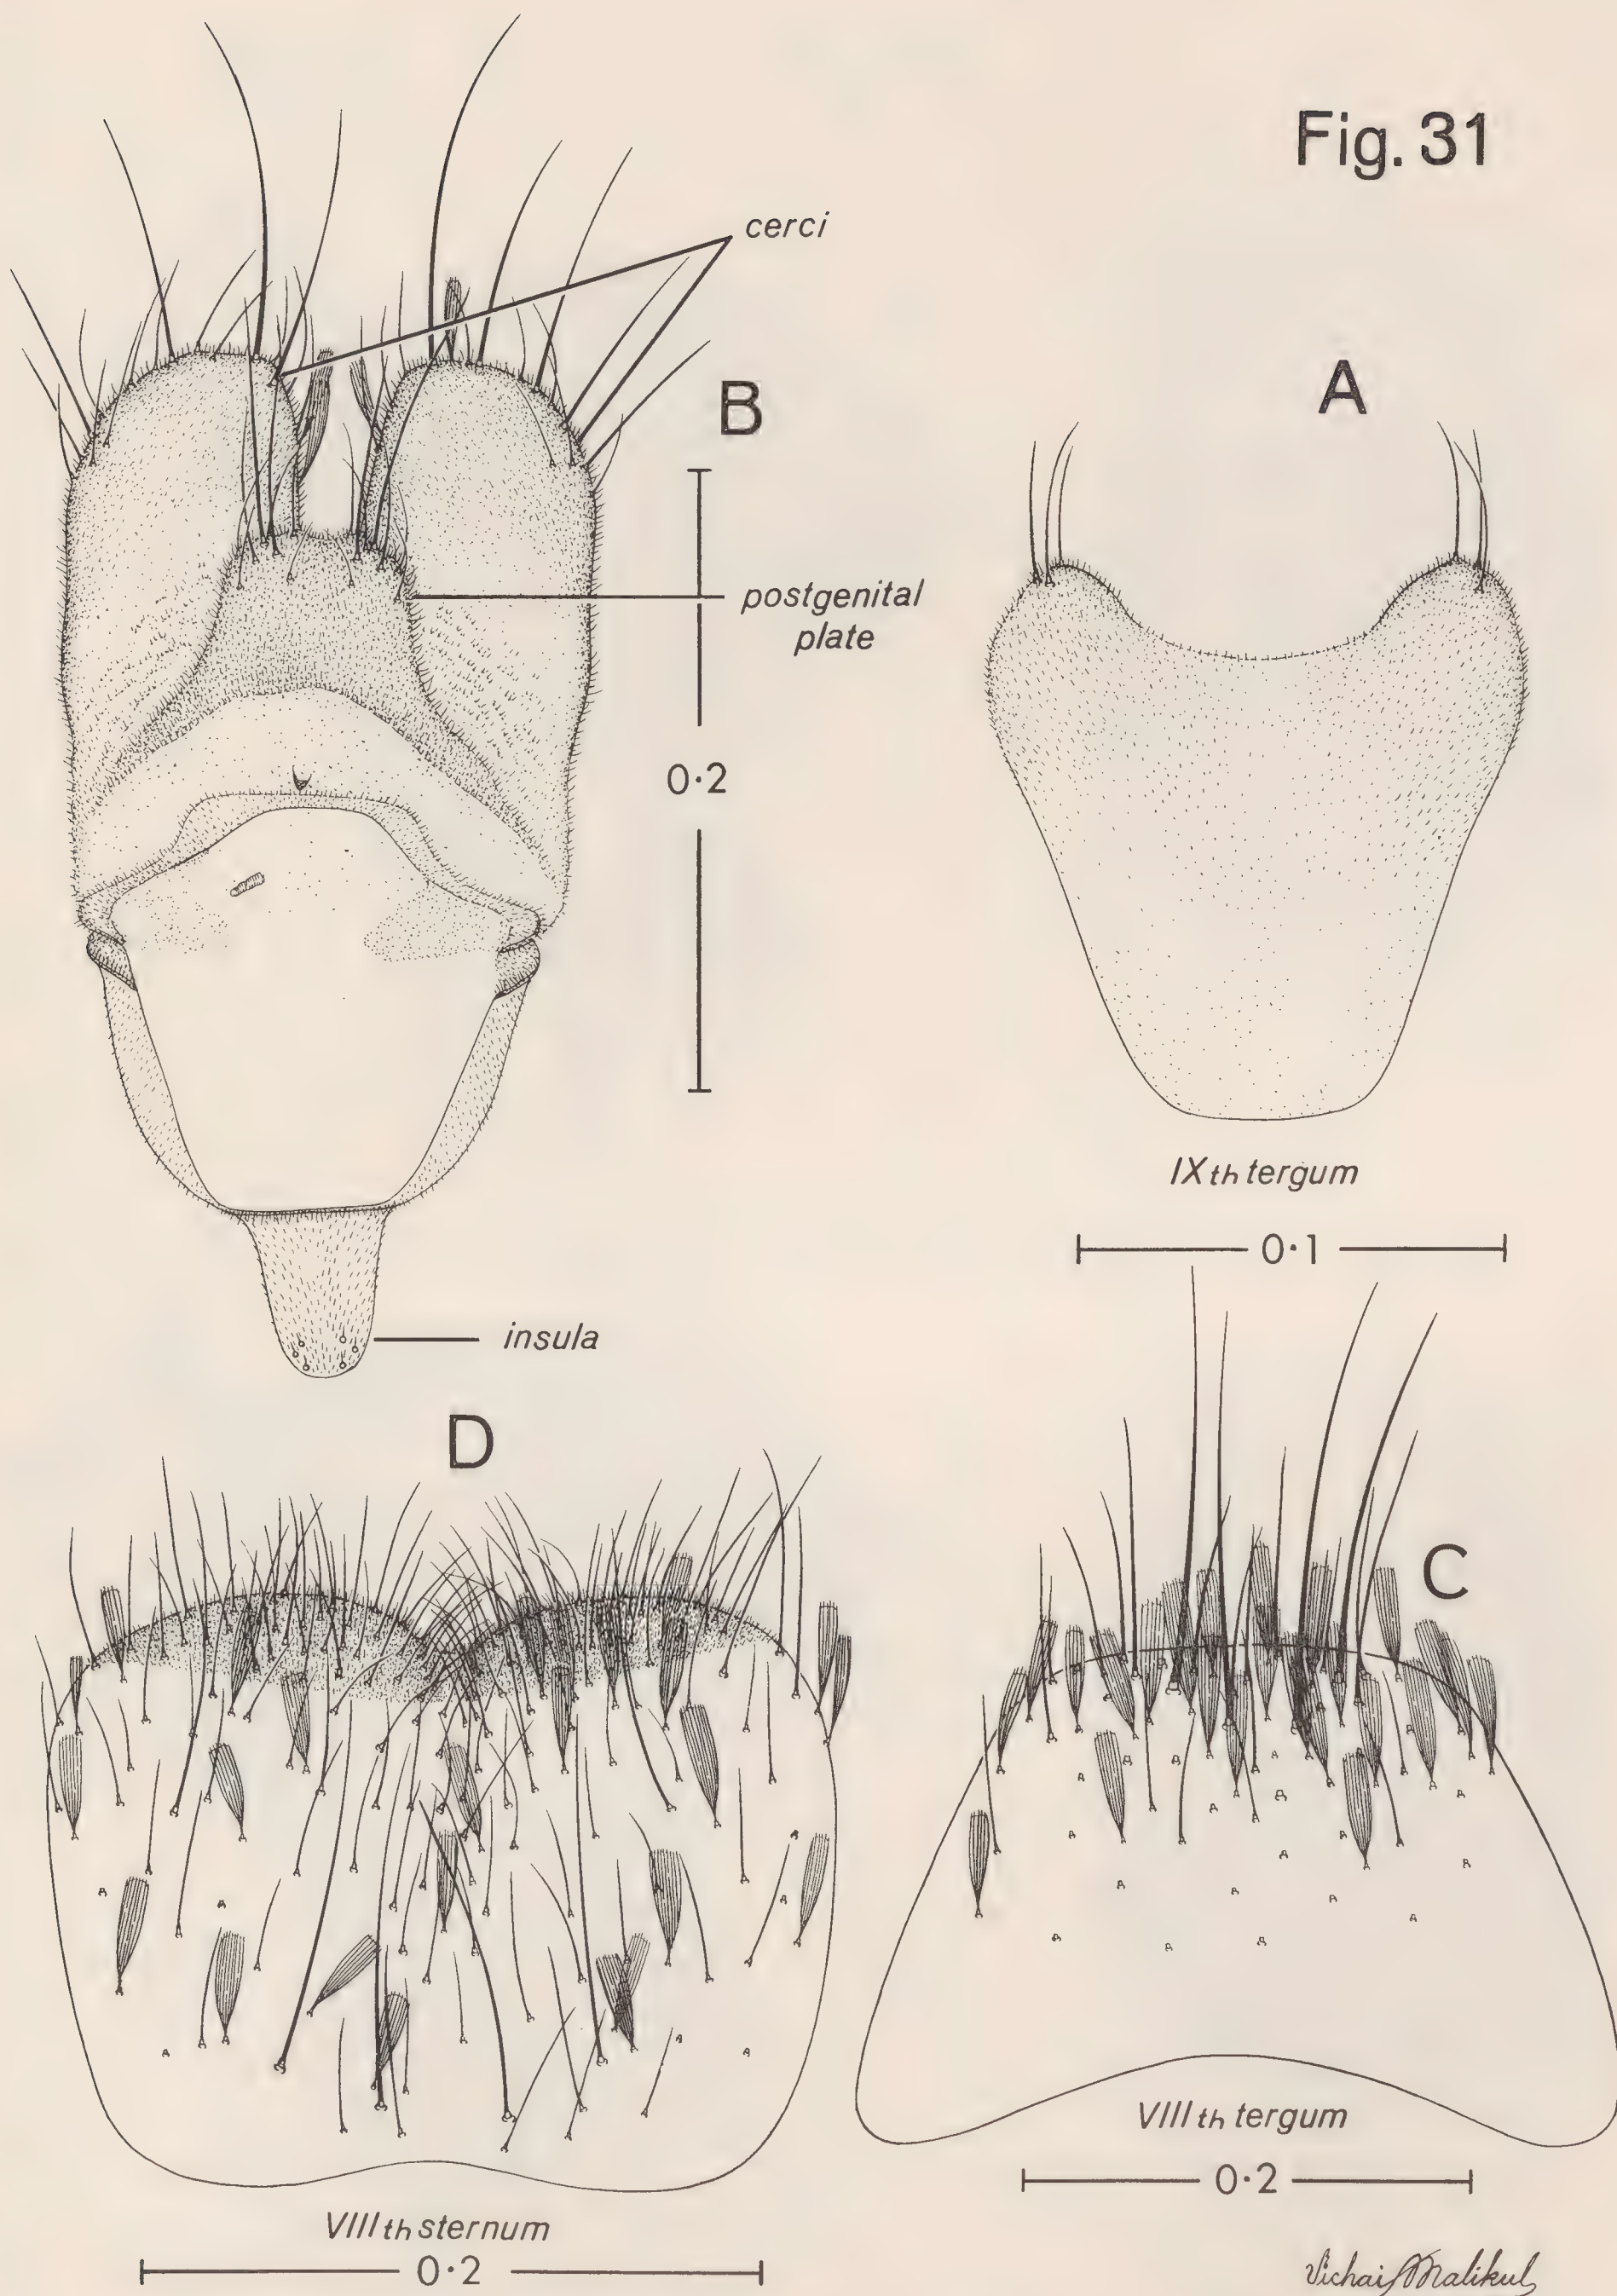 Fig. 31
cerci
B
A
postgenital
plate
0·2
IXth tergum
0·1
insula
D
C
VIIIth tergum
0·2
VIIIth sternum
0·2
Vichai Malikul